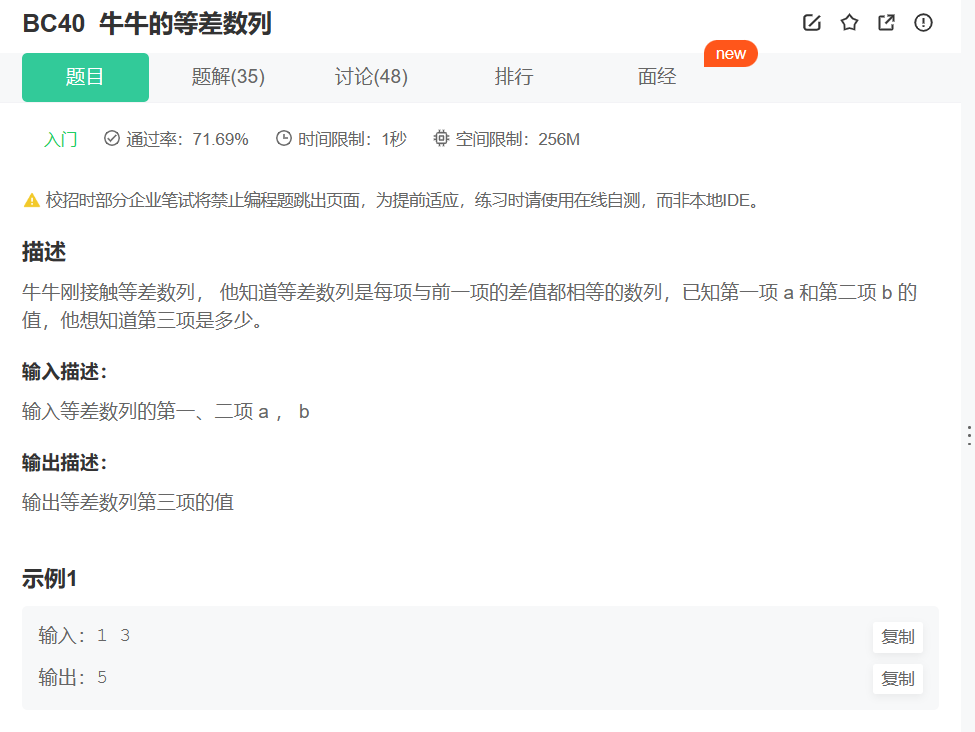 BC40 牛牛的等差数列
new
题目 题解(35) 讨论(48) 排行 面经
入门 通过率：71.69% 时间限制：1秒 空间限制：256M
校招时部分企业笔试将禁止编程题跳出页面，为提前适应，练习时请使用在线自测，而非本地IDE。
描述
牛牛刚接触等差数列， 他知道等差数列是每项与前一项的差值都相等的数列，已知第一项 a 和第二项 b 的
值，他想知道第三项是多少。
输入描述：
输入等差数列的第一、二项 a ， b
输出描述：
输出等差数列第三项的值
示例1
输入：1 3 复制
输出：5 复制